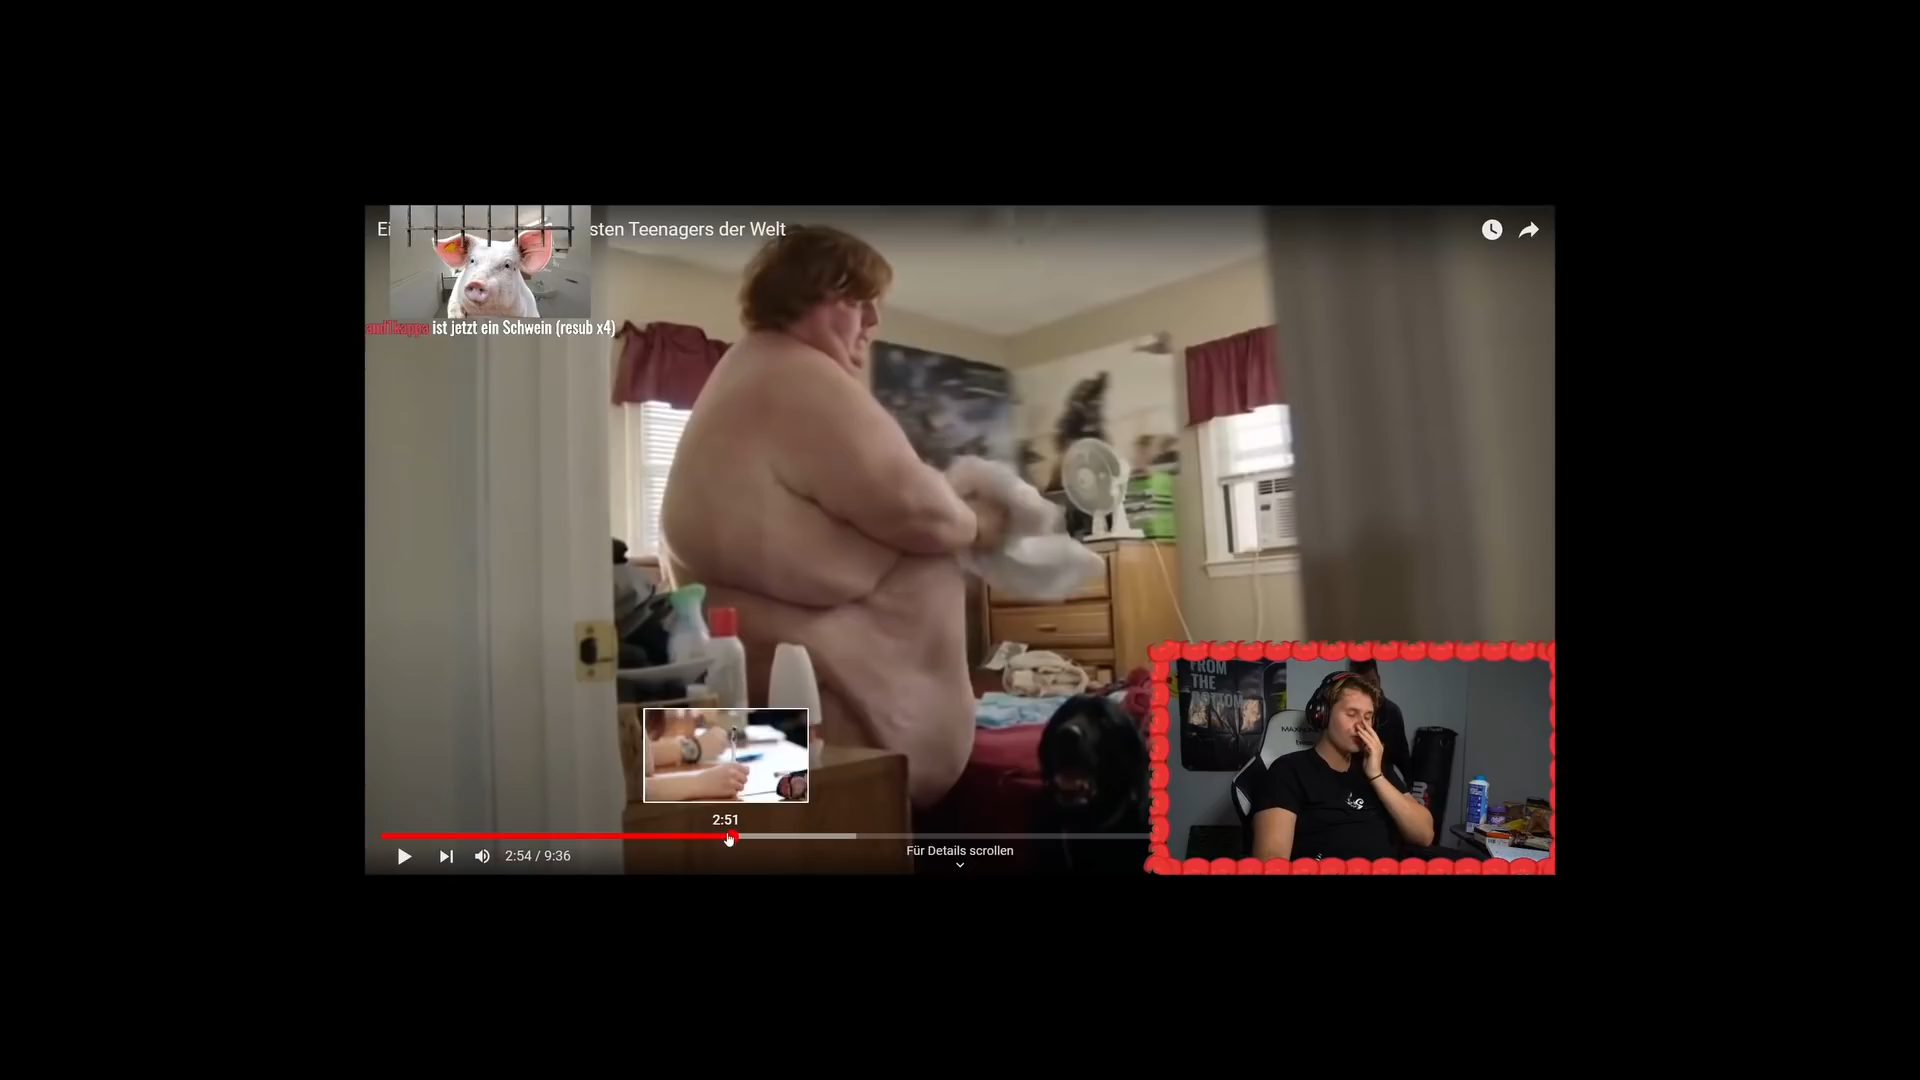 Ei
sten Teenagers der Welt
ist jetzt ein Schwein (resub x4)
FROM
THE
BOTTOM
2:51
2:54 / 9:36
Für Details scrollen